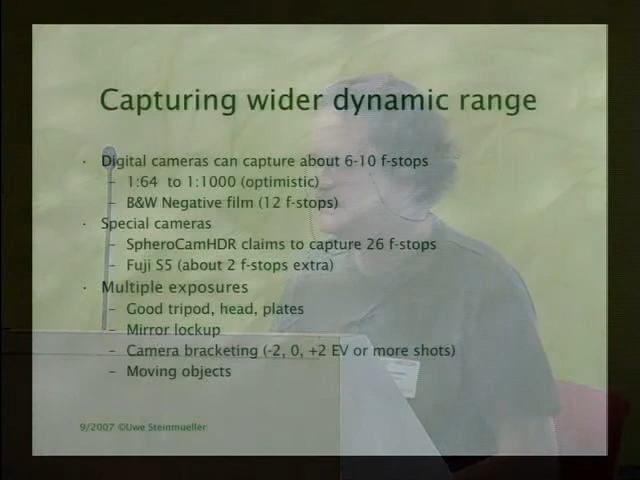 Capturing wider dynamic range
· Digital cameras can capture about 6-10 f-stops
– 1:64 to 1:1000 (optimistic)
– B&W Negative film (12 f-stops)
· Special cameras
– SpheroCamHDR claims to capture 26 f-stops
– Fuji S5 (about 2 f-stops extra)
· Multiple exposures
– Good tripod, head, plates
– Mirror lockup
– Camera bracketing (-2, 0, +2 EV or more shots)
– Moving objects
9/2007 ©Uwe Steinmueller